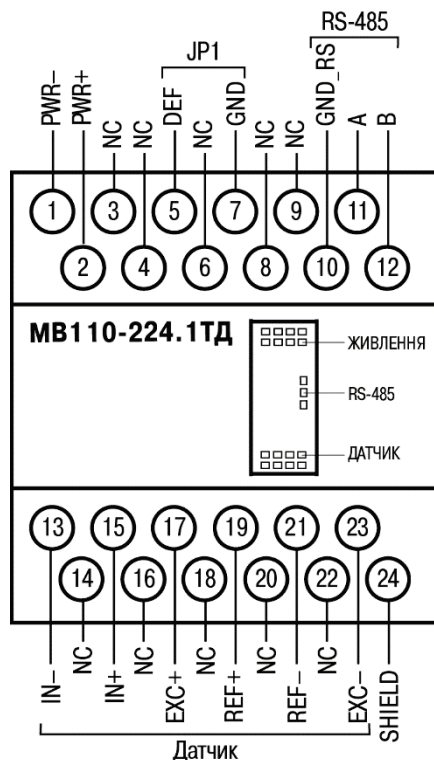 RS-485
JP1
PWR–
PWR+
NC
NC
DEF
NC
GND
NC
NC
GND_RS
A
B
1
3
5
7
9
11
2
4
6
8
10
12
МВ110-224.1ТД
ЖИВЛЕННЯ
RS-485
ДАТЧИК
13
15
17
19
21
23
14
16
18
20
22
24
IN–
NC
IN+
NC
EXC+
NC
REF+
NC
REF–
NC
EXC–
SHIELD
Датчик